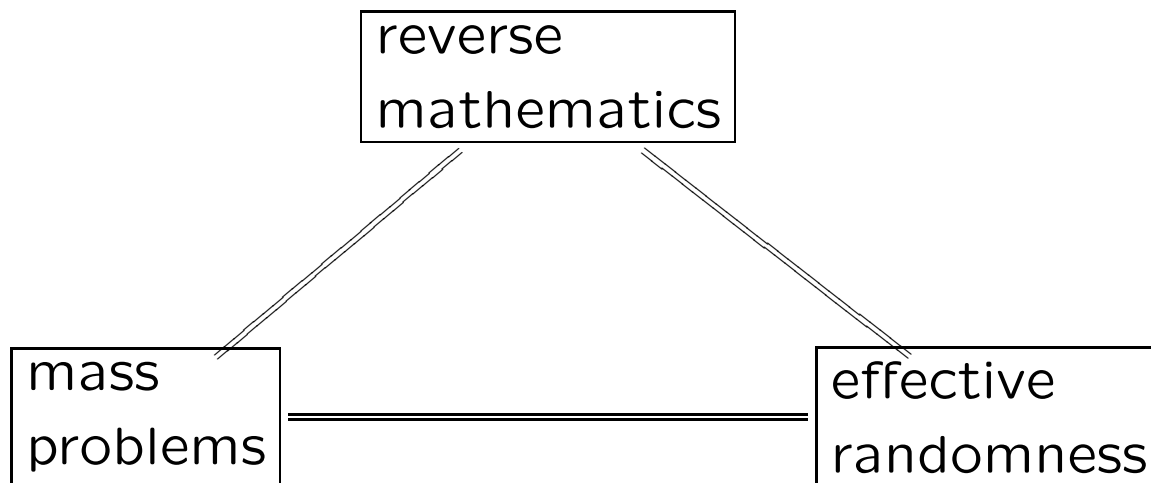 reverse
mathematics
mass
problems
effective
randomness